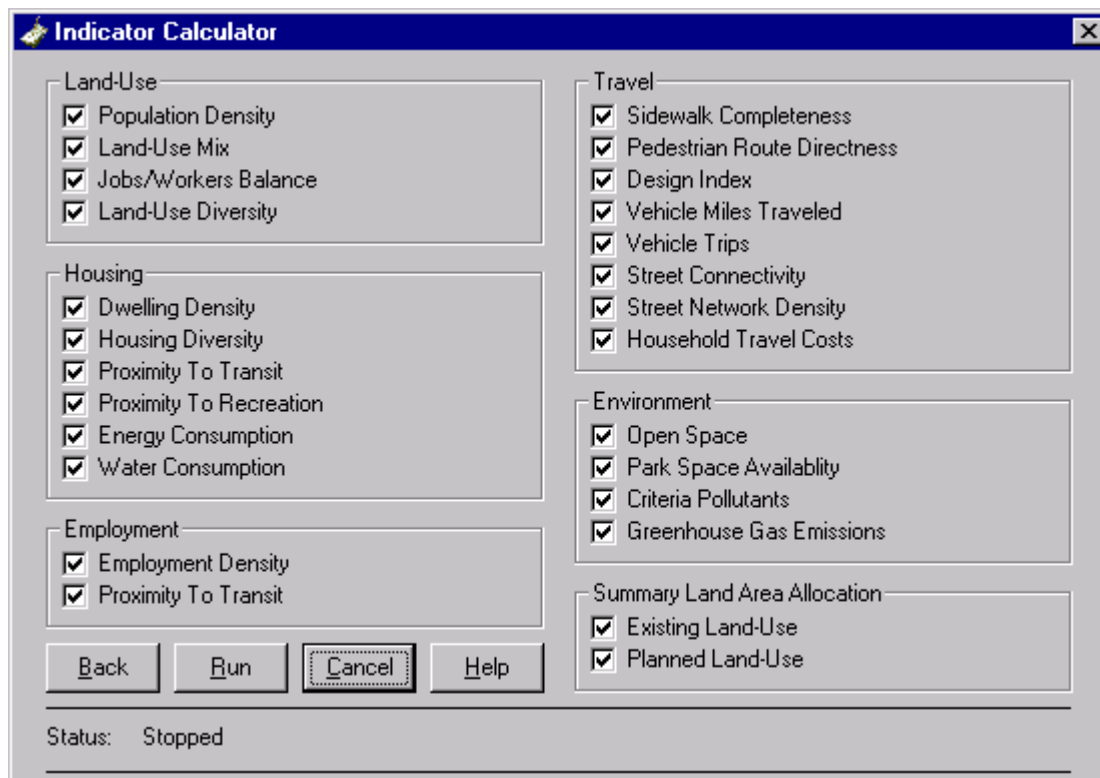 Indicator Calculator
Land-Use
Population Density
Land-Use Mix
Jobs/Workers Balance
Land-Use Diversity
Housing
Dwelling Density
Housing Diversity
Proximity To Transit
Proximity To Recreation
Energy Consumption
Water Consumption
Employment
Employment Density
Proximity To Transit
Travel
Sidewalk Completeness
Pedestrian Route Directness
Design Index
Vehicle Miles Traveled
Vehicle Trips
Street Connectivity
Street Network Density
Household Travel Costs
Environment
Open Space
Park Space Availablity
Criteria Pollutants
Greenhouse Gas Emissions
Summary Land Area Allocation
Existing Land-Use
Planned Land-Use
Back Run Cancel Help
Status: Stopped